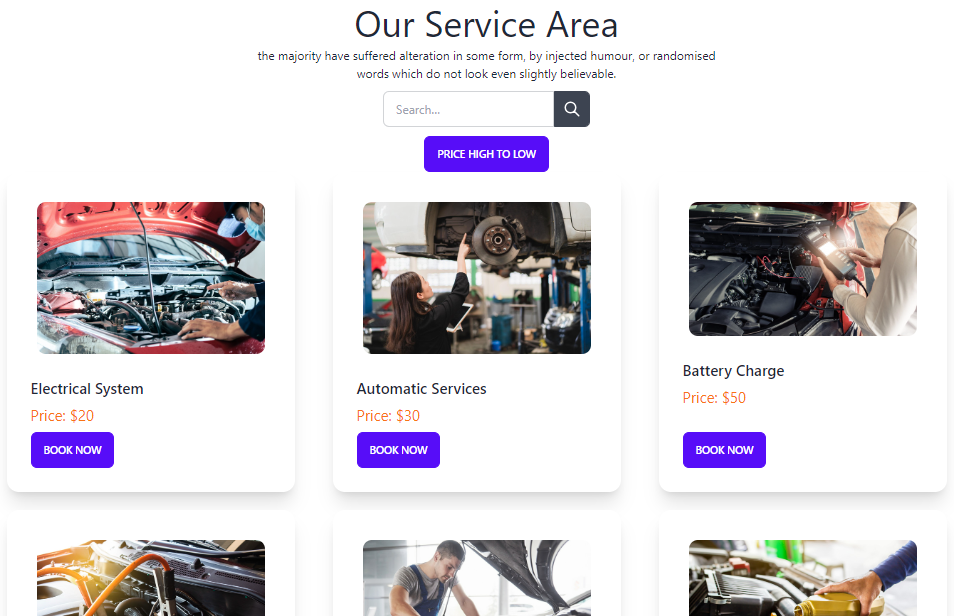 Our Service Area
the majority have suffered alteration in some form, by injected humour, or randomised
words which do not look even slightly believable.
Search...
PRICE HIGH TO LOW
Electrical System
Price: $20
BOOK NOW
Automatic Services
Price: $30
BOOK NOW
Battery Charge
Price: $50
BOOK NOW